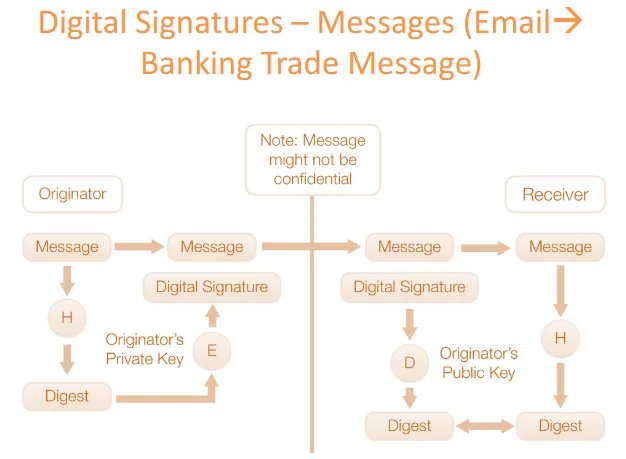 Digital Signatures – Messages (Email→
Banking Trade Message)
Note: Message
might not be
confidential
Originator
Receiver
Message
Message
Message
Message
Digital Signature
Digital Signature
H
Originator's
Private Key
E
D
Originator's
Public Key
H
Digest
Digest
Digest